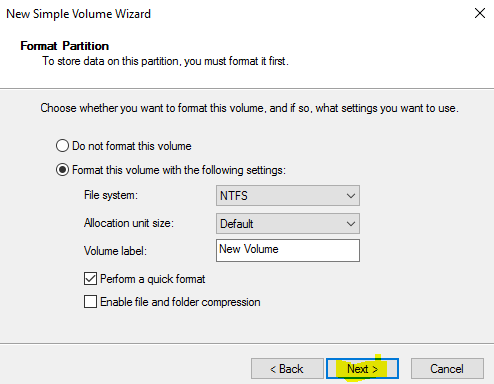 New Simple Volume Wizard
Format Partition
To store data on this partition, you must format it first.
Choose whether you want to format this volume, and if so, what settings you want to use.
Do not format this volume
Format this volume with the following settings:
File system: NTFS
Allocation unit size: Default
Volume label: New Volume
Perform a quick format
Enable file and folder compression
< Back Next > Cancel